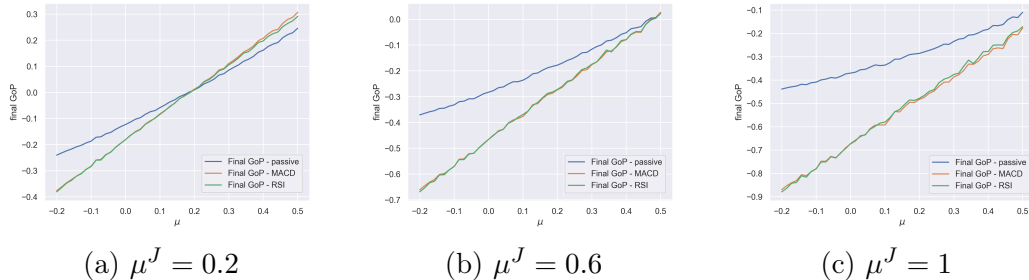 0.3
0.2
0.1
0.0
−0.1
−0.2
−0.3
−0.4
final GoP
−0.2 −0.1 0.0 0.1 0.2 0.3 0.4 0.5
μ
Final GoP - passive
Final GoP - MACD
Final GoP - RSI
(a) μ^J = 0.2
0.0
−0.1
−0.2
−0.3
−0.4
−0.5
−0.6
−0.7
final GoP
−0.2 −0.1 0.0 0.1 0.2 0.3 0.4 0.5
μ
Final GoP - passive
Final GoP - MACD
Final GoP - RSI
(b) μ^J = 0.6
−0.1
−0.2
−0.3
−0.4
−0.5
−0.6
−0.7
−0.8
−0.9
final GoP
−0.2 −0.1 0.0 0.1 0.2 0.3 0.4 0.5
μ
Final GoP - passive
Final GoP - MACD
Final GoP - RSI
(c) μ^J = 1